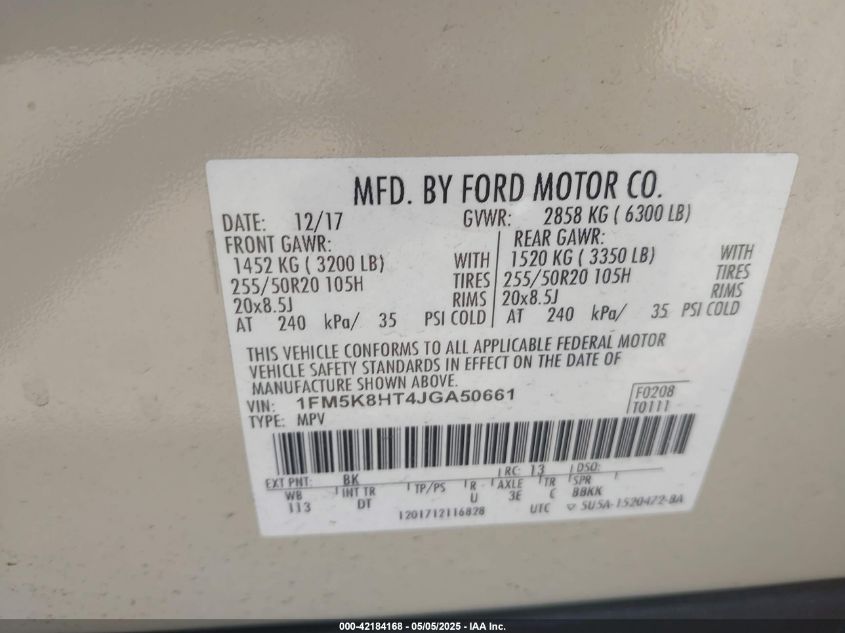 MFD. BY FORD MOTOR CO.
DATE: 12/17 GVWR: 2858 KG ( 6300 LB)
FRONT GAWR: REAR GAWR:
1452 KG ( 3200 LB) WITH 1520 KG ( 3350 LB) WITH
255/50R20 105H TIRES 255/50R20 105H TIRES
20x8.5J RIMS 20x8.5J RIMS
AT 240 kPa/ 35 PSI COLD AT 240 kPa/ 35 PSI COLD
THIS VEHICLE CONFORMS TO ALL APPLICABLE FEDERAL MOTOR
VEHICLE SAFETY STANDARDS IN EFFECT ON THE DATE OF
MANUFACTURE SHOWN ABOVE.
VIN: 1FM5K8HT4JGA50661 F0208
TYPE: MPV T0111
EXT PNT: BK RC: 13 DSO:
WB INT TR TP/PS R AXLE TR SPR
113 DT U 3E C BBKK
1201712116828 UTC ▽ 5U5A-1520472-BA
000-42184168 - 05/05/2025 - IAA Inc.